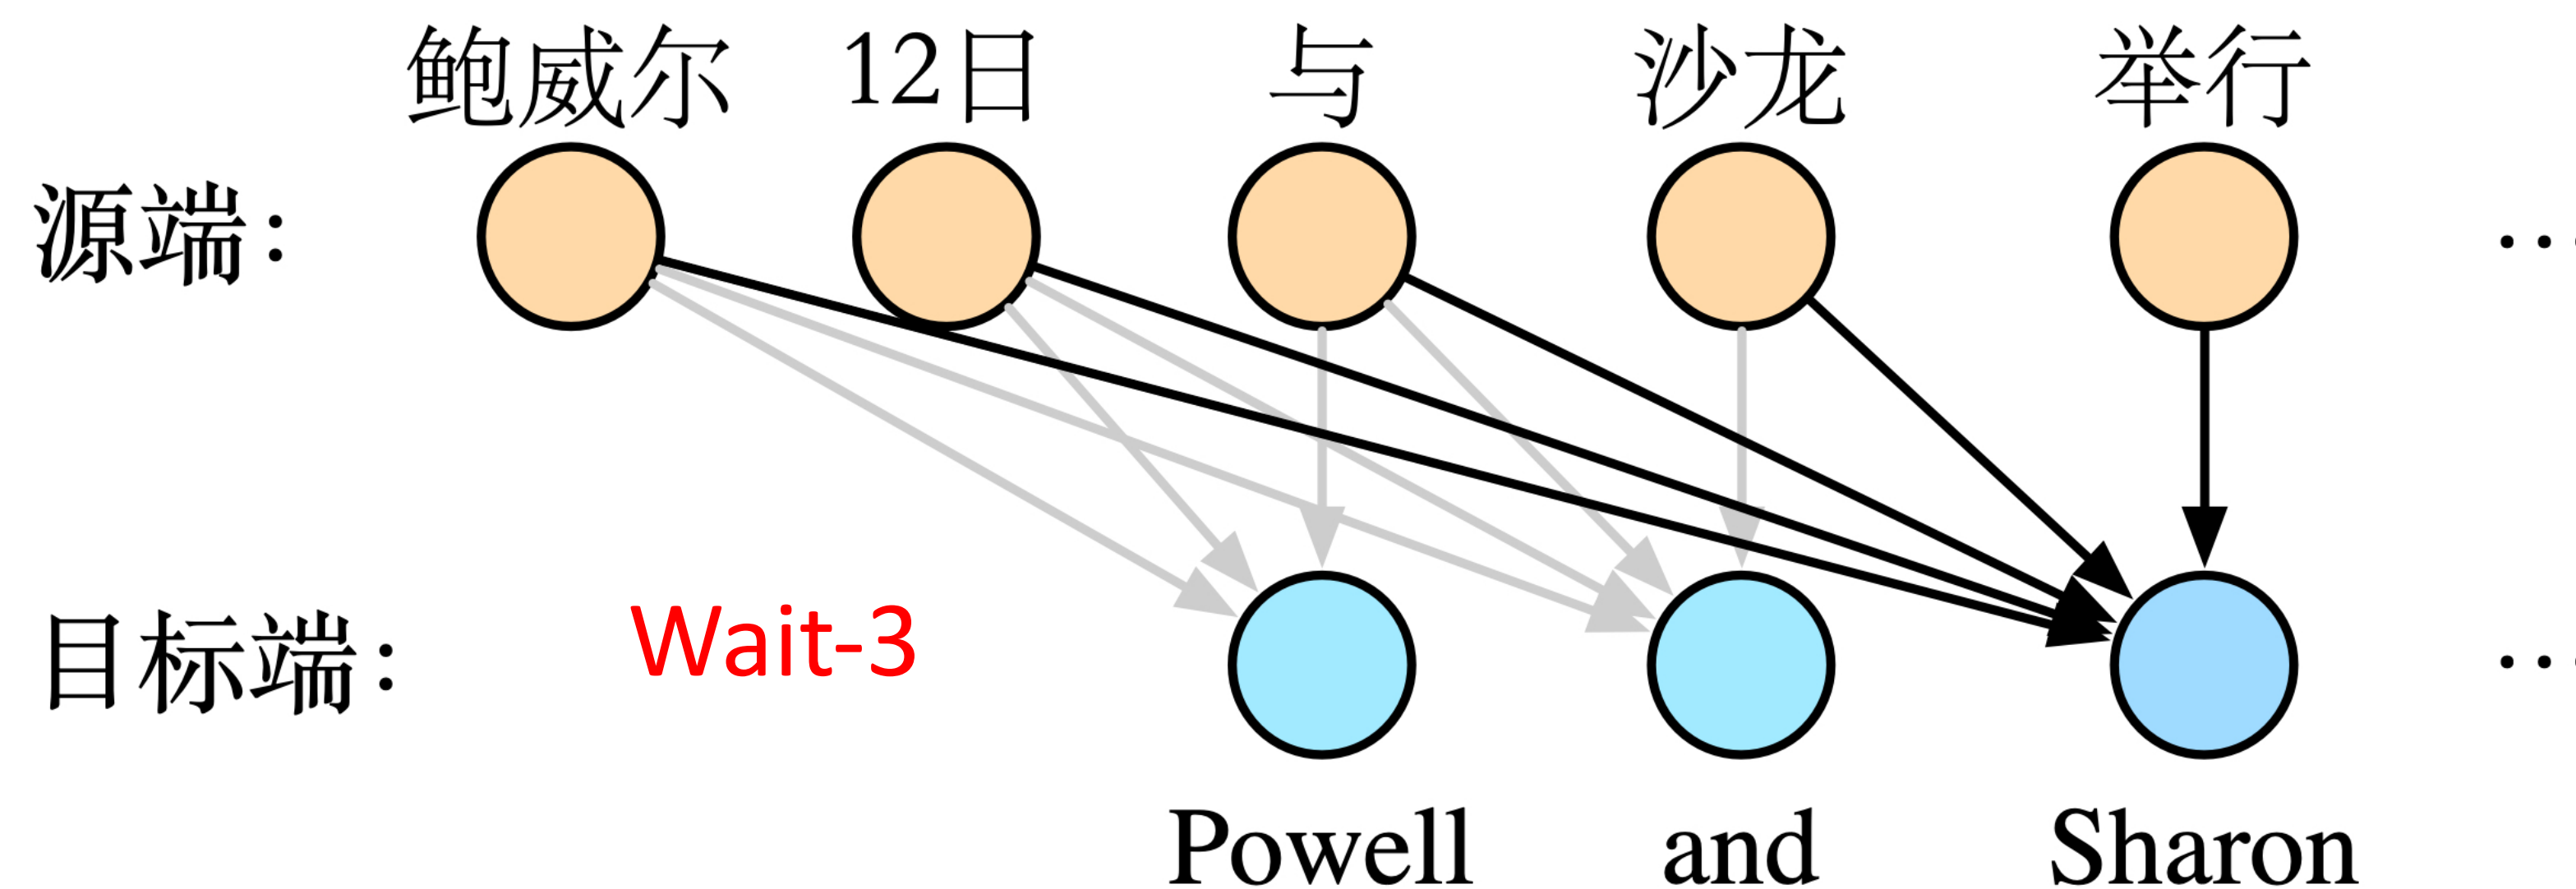 鲍威尔 12日 与 沙龙 举行
源端: ···
目标端: Wait-3 ···
Powell and Sharon